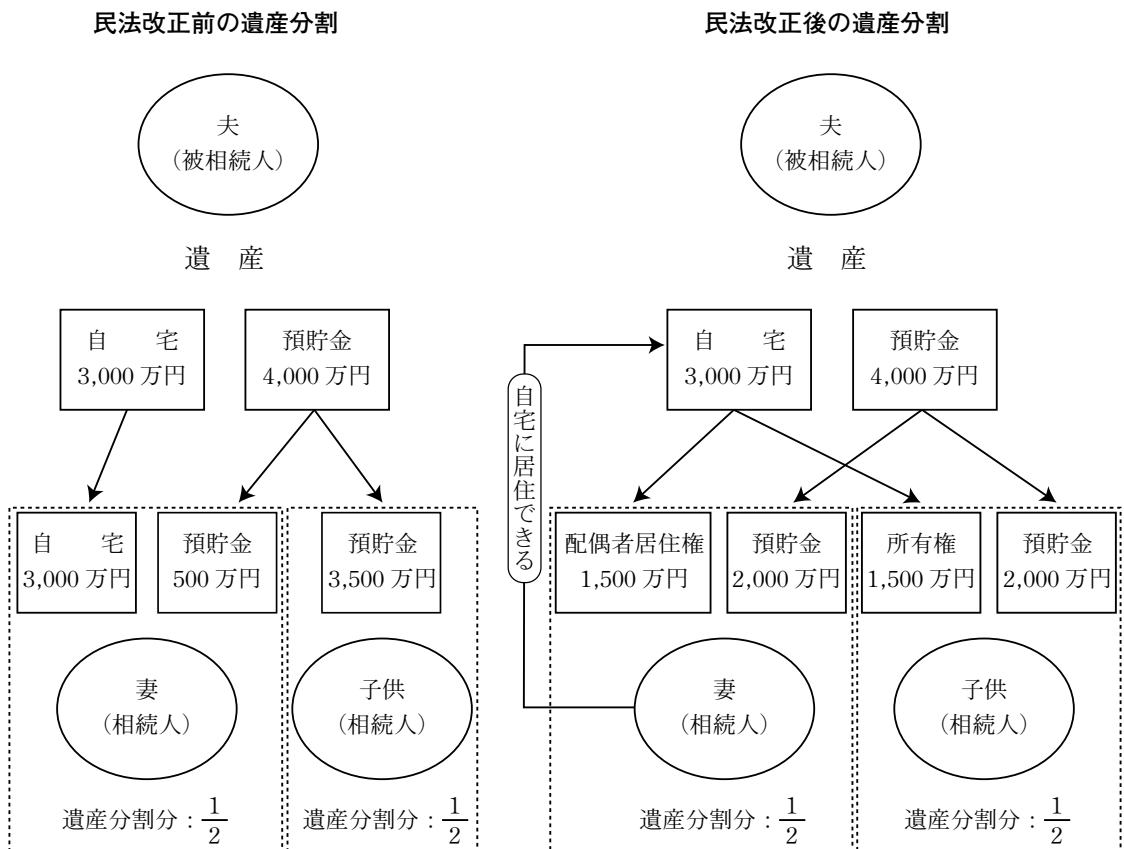 民法改正前の遺産分割
夫
（被相続人）
遺　産
自　　宅
3,000 万円
預貯金
4,000 万円
自　　宅
3,000 万円
預貯金
500 万円
預貯金
3,500 万円
妻
（相続人）
子供
（相続人）
遺産分割分：1/2
遺産分割分：1/2
民法改正後の遺産分割
夫
（被相続人）
遺　産
自　　宅
3,000 万円
預貯金
4,000 万円
自宅に居住できる
配偶者居住権
1,500 万円
預貯金
2,000 万円
所有権
1,500 万円
預貯金
2,000 万円
妻
（相続人）
子供
（相続人）
遺産分割分：1/2
遺産分割分：1/2